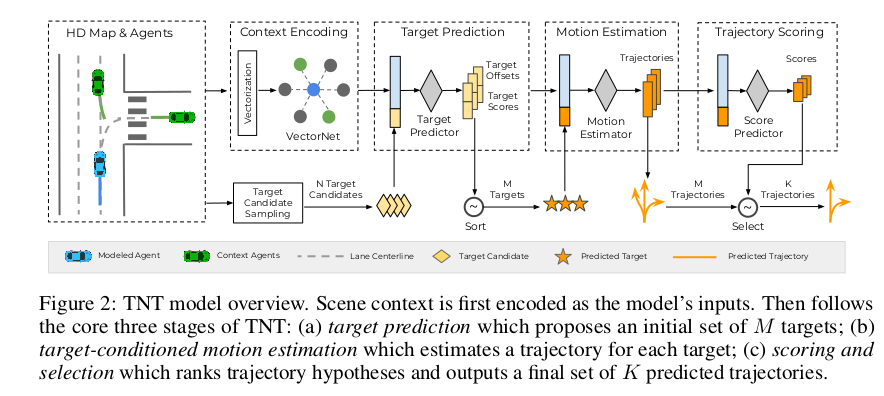 HD Map & Agents
Context Encoding
Target Prediction
Motion Estimation
Trajectory Scoring
Vectorization
VectorNet
Target
Predictor
Target
Offsets
Target
Scores
Motion
Estimator
Trajectories
Score
Predictor
Scores
Target
Candidate
Sampling
N Target
Candidates
~
Sort
M
Targets
M
Trajectories
~
Select
K
Trajectories
Modeled Agent
Context Agents
Lane Centerline
Target Candidate
Predicted Target
Predicted Trajectory
Figure 2: TNT model overview. Scene context is first encoded as the model's inputs. Then follows
the core three stages of TNT: (a) target prediction which proposes an initial set of M targets; (b)
target-conditioned motion estimation which estimates a trajectory for each target; (c) scoring and
selection which ranks trajectory hypotheses and outputs a final set of K predicted trajectories.